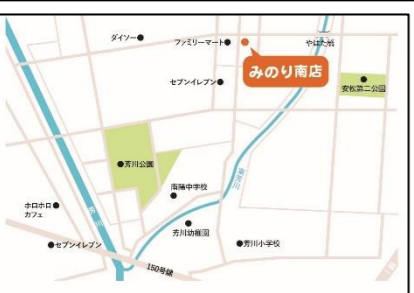 ダイソー
ファミリーマート
やはた橋
みのり南店
セブンイレブン
安松第二公園
芳川公園
南陽中学校
ホロホロ
カフェ
芳川幼稚園
セブンイレブン
芳川小学校
150号線